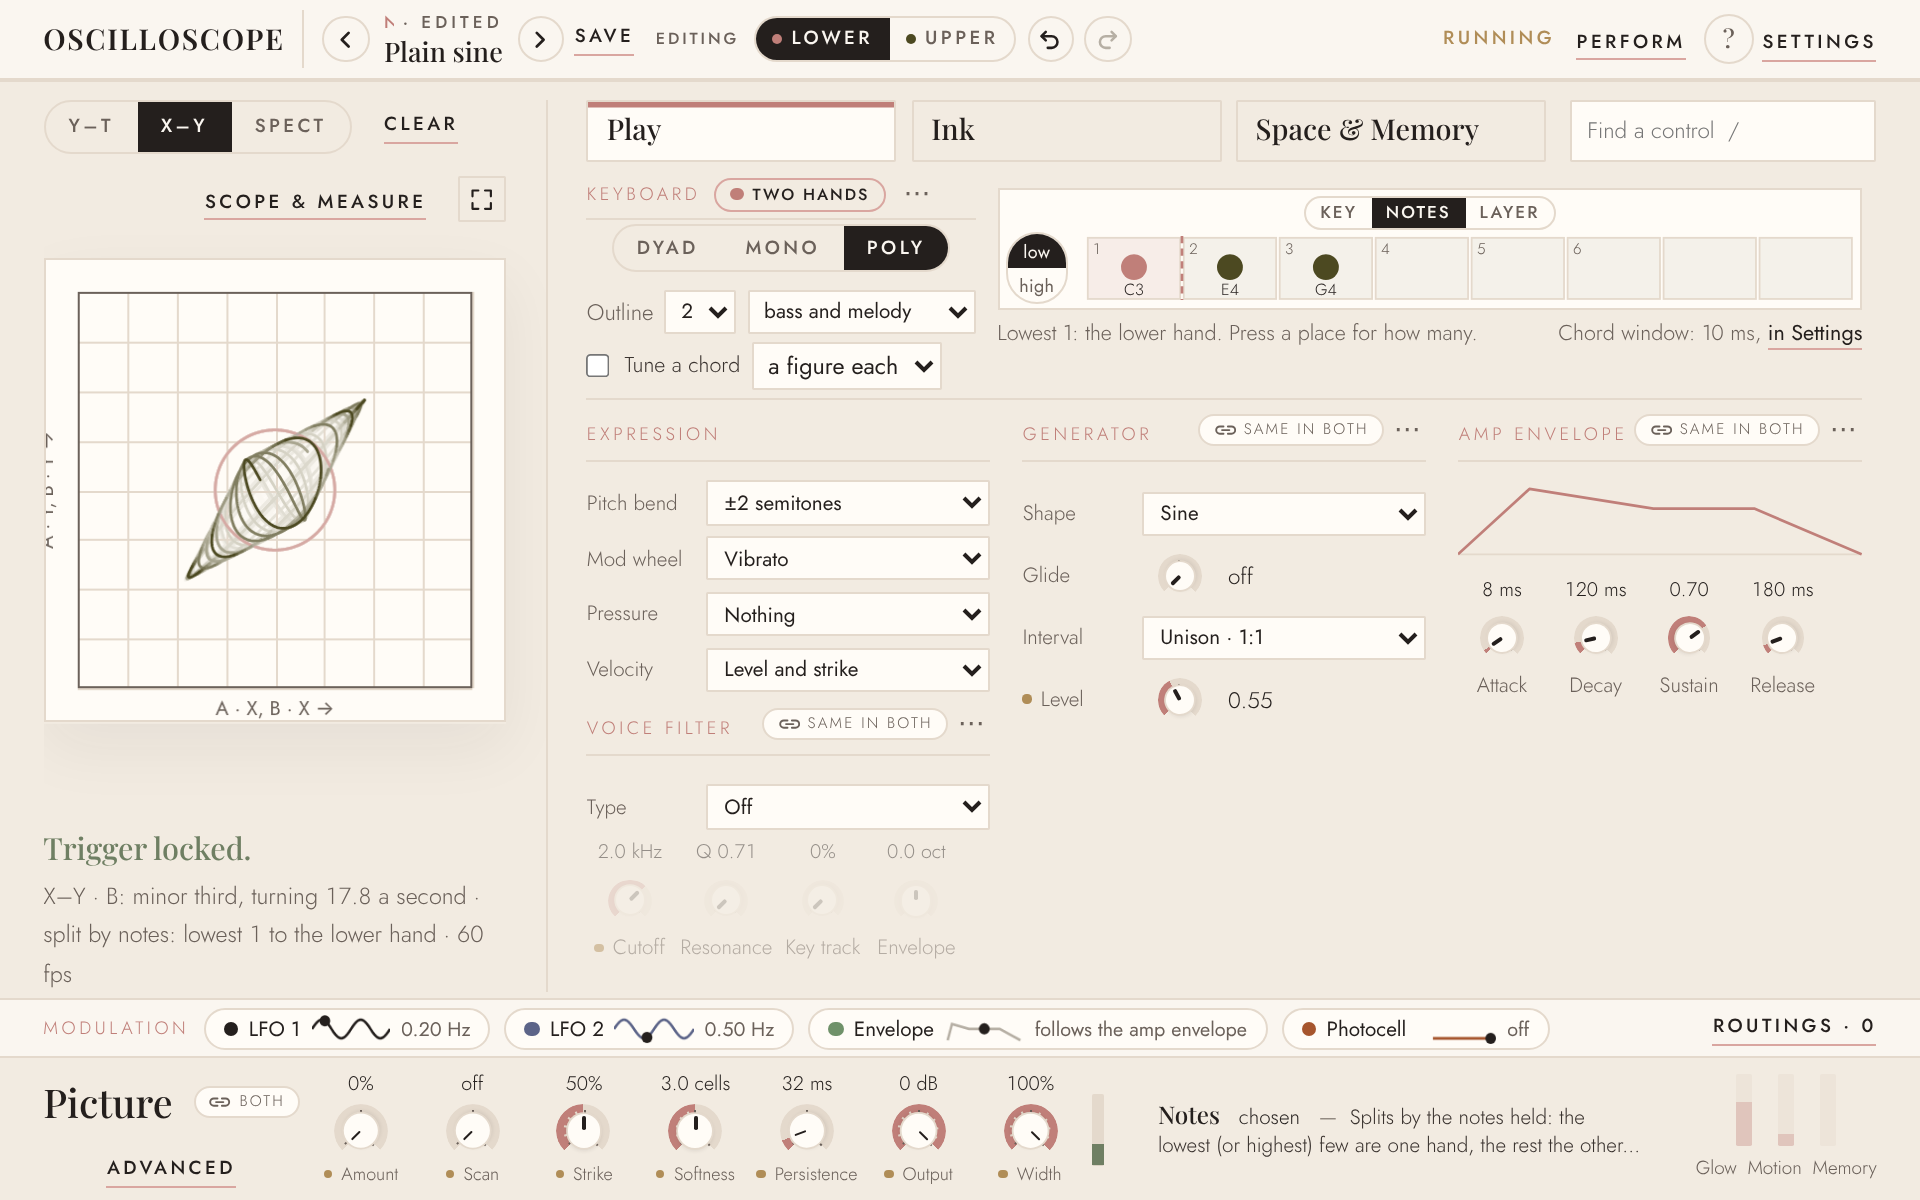 OSCILLOSCOPE
· EDITED
Plain sine
SAVE
EDITING
LOWER
UPPER
RUNNING
PERFORM
?
SETTINGS
Y–T
X–Y
SPECT
CLEAR
SCOPE & MEASURE
A · X, B · X →
Trigger locked.
X–Y · B: minor third, turning 17.8 a second ·
split by notes: lowest 1 to the lower hand · 60
fps
Play
Ink
Space & Memory
Find a control /
KEYBOARD
TWO HANDS
···
DYAD
MONO
POLY
Outline
2
bass and melody
Tune a chord
a figure each
KEY
NOTES
LAYER
low
high
1
2
3
4
5
6
C3
E4
G4
Lowest 1: the lower hand. Press a place for how many.
Chord window: 10 ms, in Settings
EXPRESSION
Pitch bend
±2 semitones
Mod wheel
Vibrato
Pressure
Nothing
Velocity
Level and strike
VOICE FILTER
SAME IN BOTH
···
Type
Off
2.0 kHz
Q 0.71
0%
0.0 oct
Cutoff
Resonance
Key track
Envelope
GENERATOR
SAME IN BOTH
···
Shape
Sine
Glide
off
Interval
Unison · 1:1
Level
0.55
AMP ENVELOPE
SAME IN BOTH
···
8 ms
120 ms
0.70
180 ms
Attack
Decay
Sustain
Release
MODULATION
LFO 1
0.20 Hz
LFO 2
0.50 Hz
Envelope
follows the amp envelope
Photocell
off
ROUTINGS · 0
Picture
BOTH
ADVANCED
0%
off
50%
3.0 cells
32 ms
0 dB
100%
Amount
Scan
Strike
Softness
Persistence
Output
Width
Notes chosen — Splits by the notes held: the
lowest (or highest) few are one hand, the rest the other...
Glow
Motion
Memory